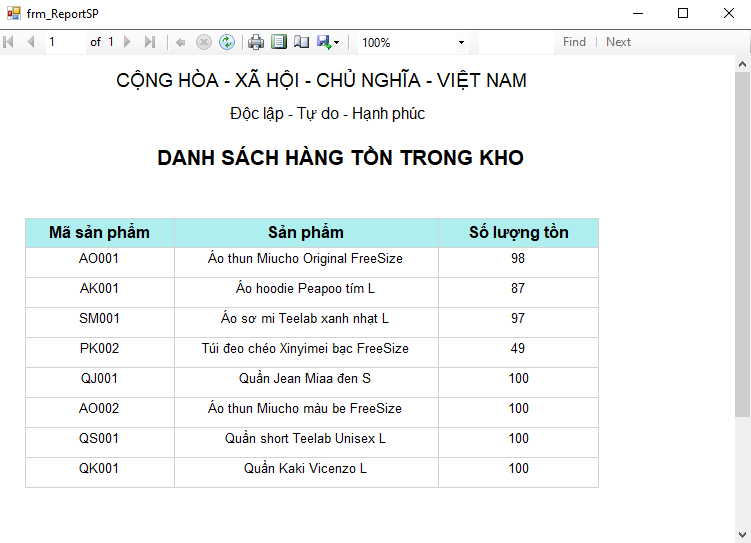 frm_ReportSP
1 of 1 100% Find | Next
CỘNG HÒA - XÃ HỘI - CHỦ NGHĨA - VIỆT NAM
Độc lập - Tự do - Hạnh phúc
DANH SÁCH HÀNG TỒN TRONG KHO
Mã sản phẩm Sản phẩm Số lượng tồn
AO001 Áo thun Miucho Original FreeSize 98
AK001 Áo hoodie Peapoo tím L 87
SM001 Áo sơ mi Teelab xanh nhạt L 97
PK002 Túi đeo chéo Xinyimei bạc FreeSize 49
QJ001 Quần Jean Miaa đen S 100
AO002 Áo thun Miucho màu be FreeSize 100
QS001 Quần short Teelab Unisex L 100
QK001 Quần Kaki Vicenzo L 100